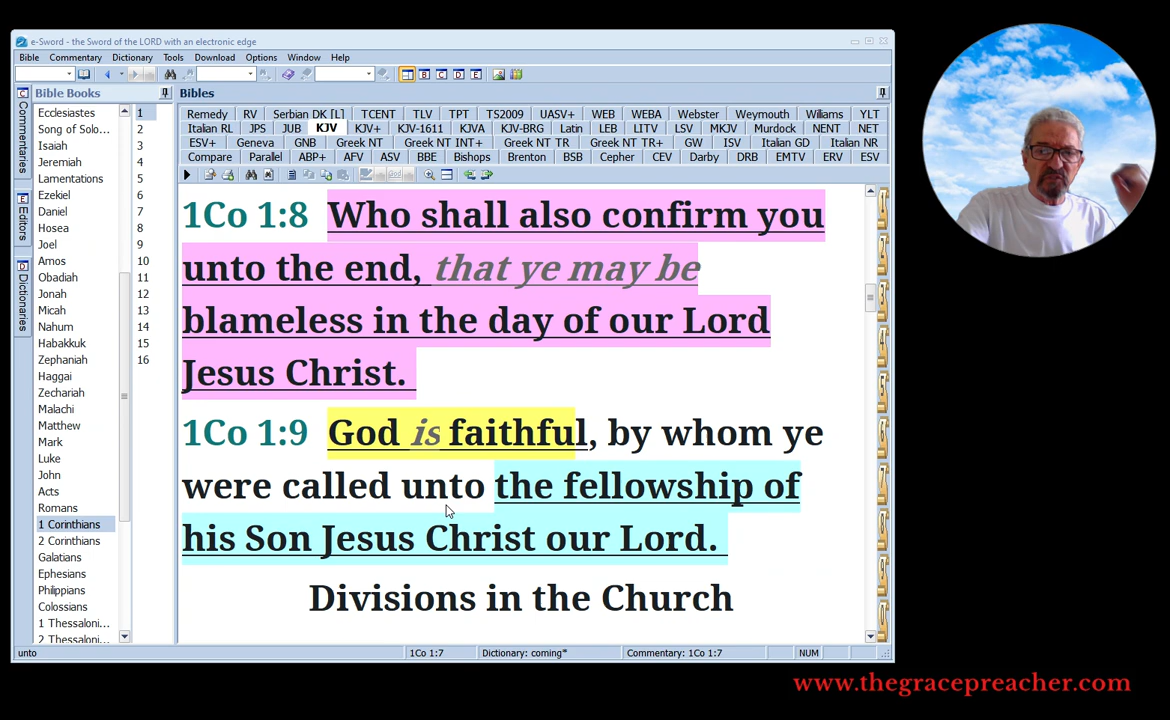 e-Sword - the Sword of the LORD with an electronic edge
Bible Commentary Dictionary Tools Download Options Window Help
B C D E
Bible Books
Ecclesiastes
Song of Solo...
Isaiah
Jeremiah
Lamentations
Ezekiel
Daniel
Hosea
Joel
Amos
Obadiah
Jonah
Micah
Nahum
Habakkuk
Zephaniah
Haggai
Zechariah
Malachi
Matthew
Mark
Luke
John
Acts
Romans
1 Corinthians
2 Corinthians
Galatians
Ephesians
Philippians
Colossians
1 Thessaloni...
2 Thessaloni...
1
2
3
4
5
6
7
8
9
10
11
12
13
14
15
16
Commentaries
Editors
Dictionaries
Bibles
Remedy RV Serbian DK [L] TCENT TLV TPT TS2009 UASV+ WEB WEBA Webster Weymouth Wiliams YLT
Italian RL JPS JUB KJV KJV+ KJV-1611 KJVA KJV-BRG Latin LEB LITV LSV MKJV Murdock NENT NET
ESV+ Geneva GNB Greek NT Greek NT INT+ Greek NT TR Greek NT TR+ GW ISV Italian GD Italian NR
Compare Parallel ABP+ AFV ASV BBE Bishops Brenton BSB Cepher CEV Darby DRB EMTV ERV ESV
1Co 1:8 Who shall also confirm you
unto the end, that ye may be
blameless in the day of our Lord
Jesus Christ.
1Co 1:9 God is faithful, by whom ye
were called unto the fellowship of
his Son Jesus Christ our Lord.
Divisions in the Church
unto 1Co 1:7 Dictionary: coming* Commentary: 1Co 1:7 NUM
www.thegracepreacher.com